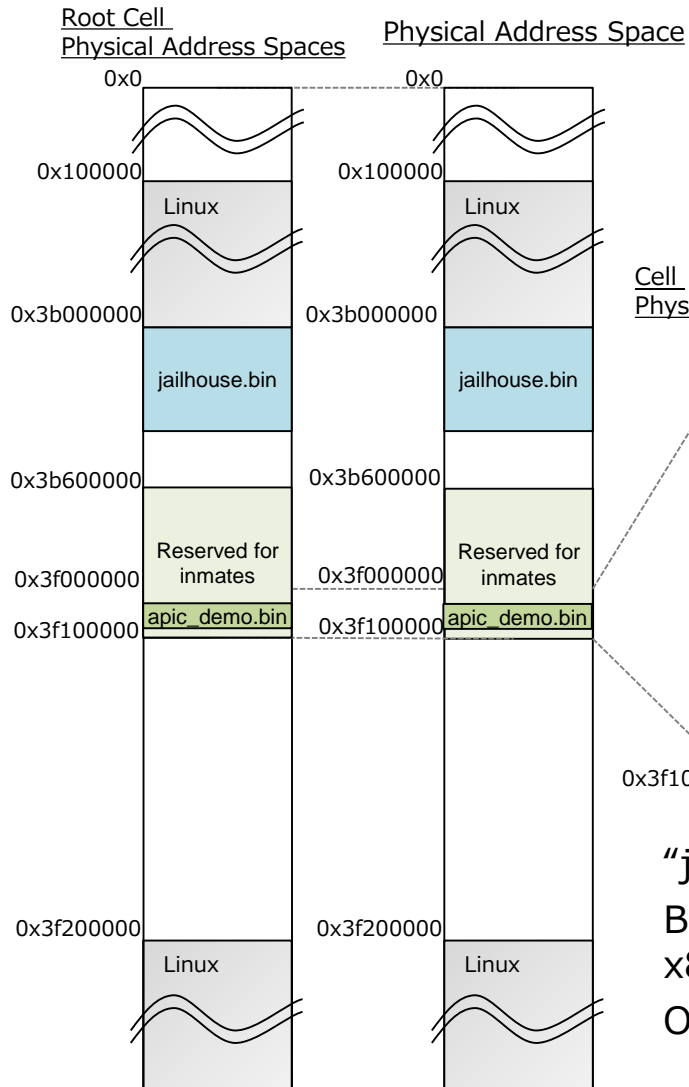 Root Cell
Physical Address Spaces
Physical Address Space
0x0
0x0
0x100000
0x100000
Linux
Linux
Cell
0x3b000000
0x3b000000
jailhouse.bin
jailhouse.bin
0x3b600000
0x3b600000
Reserved for
inmates
Reserved for
inmates
0x3f000000
0x3f000000
apic_demo.bin
apic_demo.bin
0x3f100000
0x3f100000
0x3f200000
0x3f200000
Linux
Linux